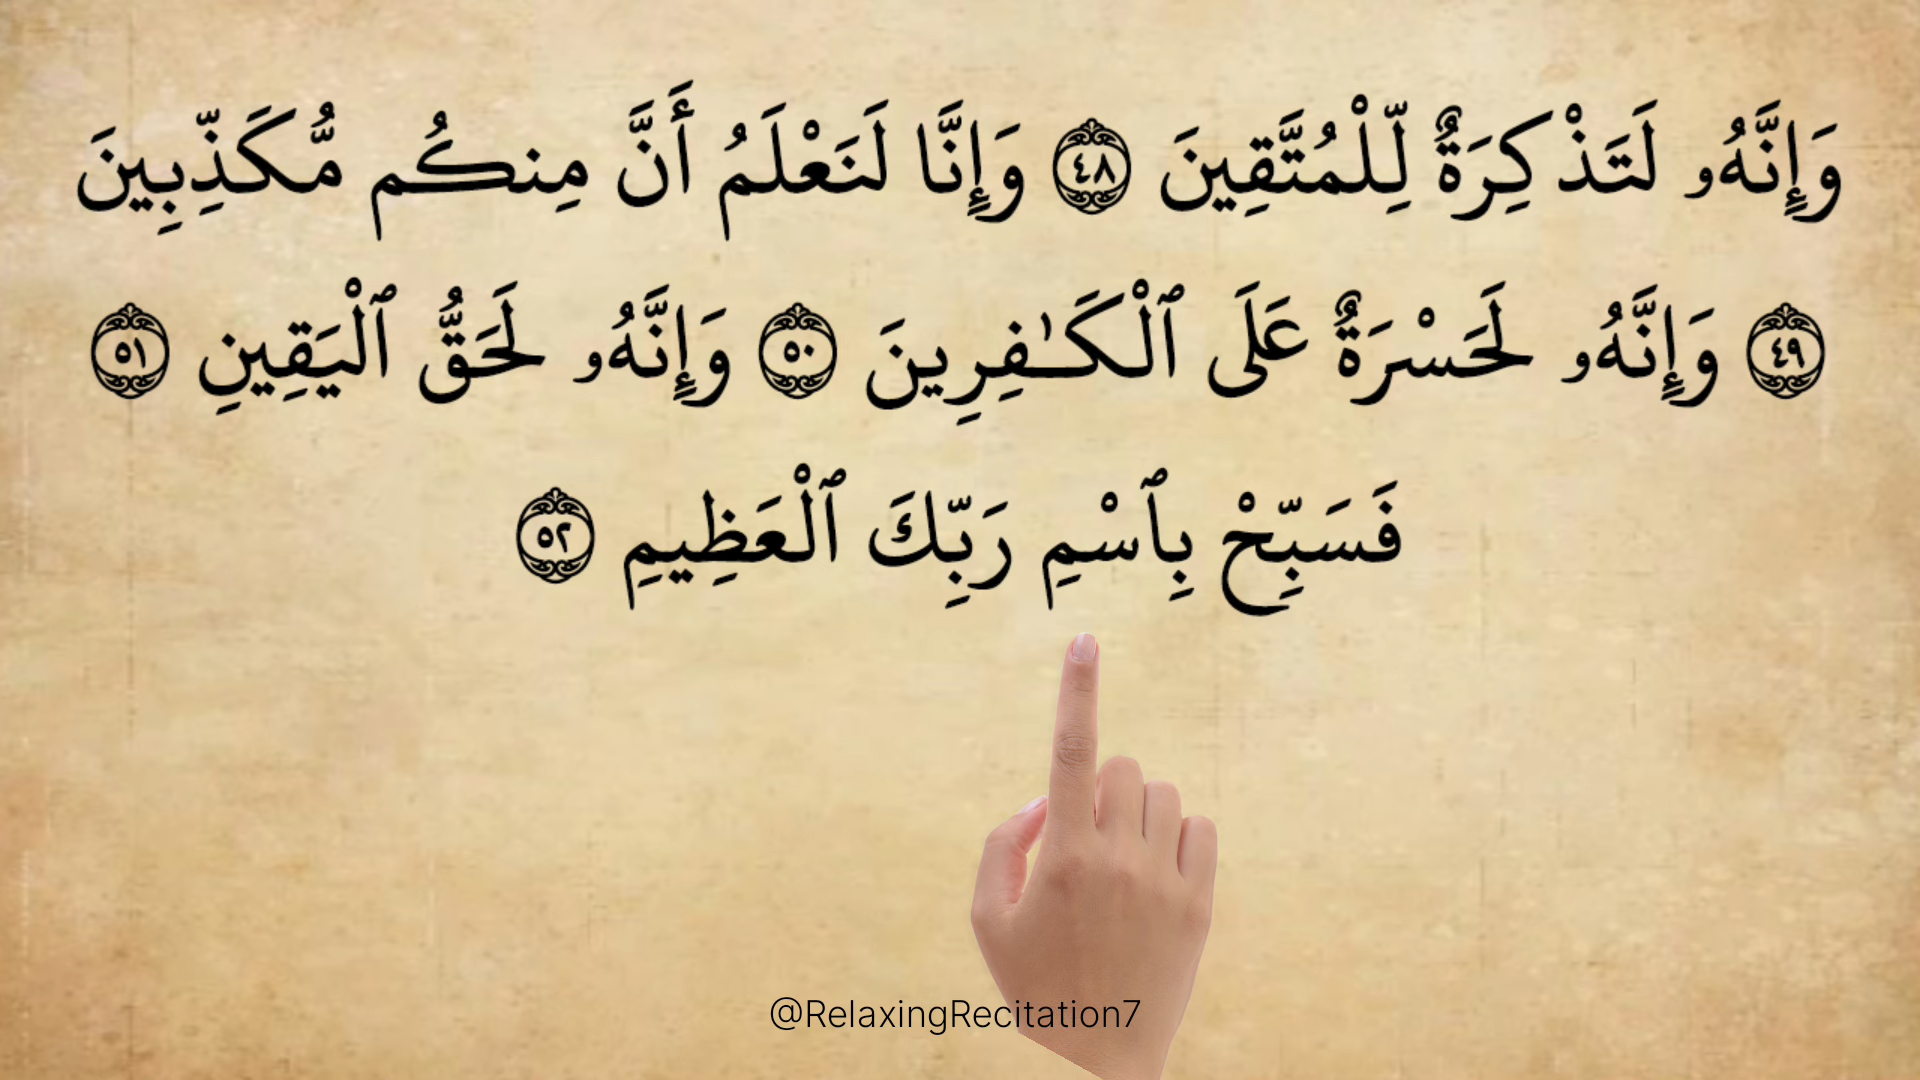 وَإِنَّهُۥ لَتَذْكِرَةٌ لِّلْمُتَّقِينَ ٤٨ وَإِنَّا لَنَعْلَمُ أَنَّ مِنكُم مُّكَذِّبِينَ
٤٩ وَإِنَّهُۥ لَحَسْرَةٌ عَلَى ٱلْكَـٰفِرِينَ ٥٠ وَإِنَّهُۥ لَحَقُّ ٱلْيَقِينِ ٥١
فَسَبِّحْ بِٱسْمِ رَبِّكَ ٱلْعَظِيمِ ٥٢
@RelaxingRecitation7